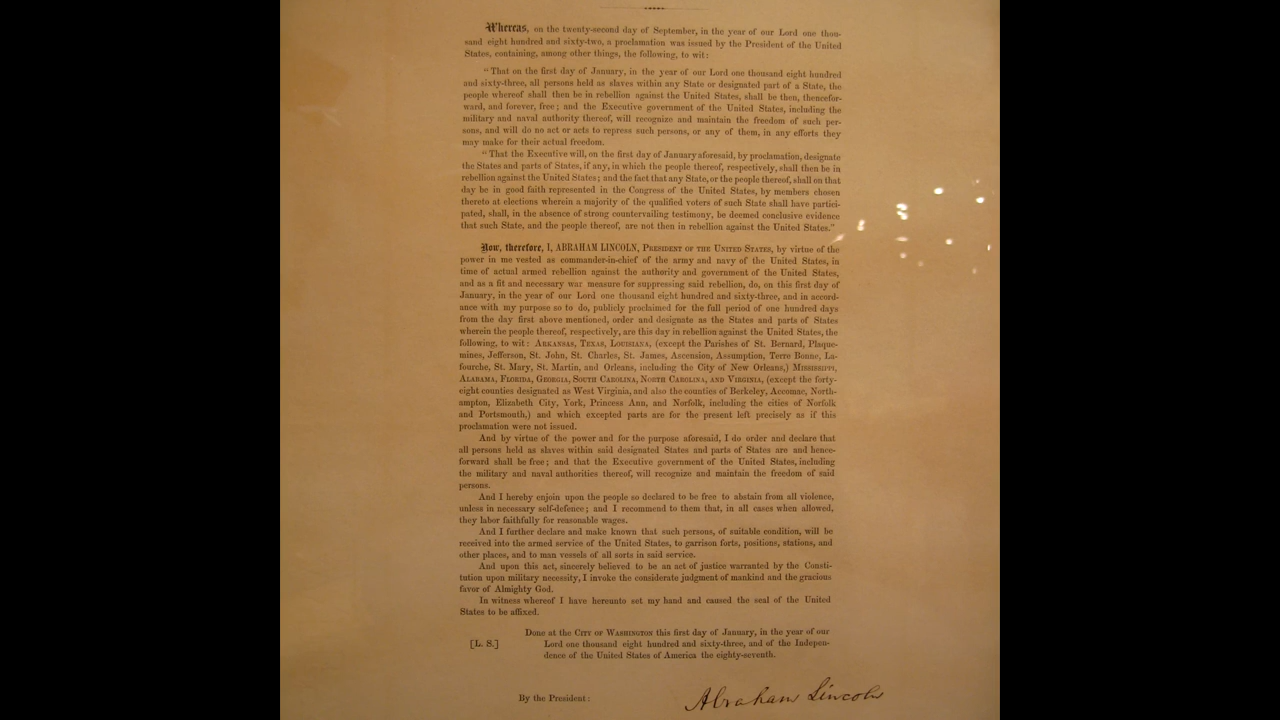 Whereas, on the twenty-second day of September, in the year of our Lord one thou-
sand eight hundred and sixty-two, a proclamation was issued by the President of the United
States, containing, among other things, the following, to wit:
"That on the first day of January, in the year of our Lord one thousand eight hundred
and sixty-three, all persons held as slaves within any State or designated part of a State, the
people whereof shall then be in rebellion against the United States, shall be then, thencefor-
ward, and forever, free; and the Executive government of the United States, including the
military and naval authority thereof, will recognize and maintain the freedom of such per-
sons, and will do no act or acts to repress such persons, or any of them, in any efforts they
may make for their actual freedom.
"That the Executive will, on the first day of January aforesaid, by proclamation, designate
the States and parts of States, if any, in which the people thereof, respectively, shall then be in
rebellion against the United States; and the fact that any State, or the people thereof, shall on that
day be in good faith represented in the Congress of the United States, by members chosen
thereto at elections wherein a majority of the qualified voters of such State shall have partici-
pated, shall, in the absence of strong countervailing testimony, be deemed conclusive evidence
that such State, and the people thereof, are not then in rebellion against the United States."
Now, therefore, I, ABRAHAM LINCOLN, PRESIDENT OF THE UNITED STATES, by virtue of the
power in me vested as commander-in-chief of the army and navy of the United States, in
time of actual armed rebellion against the authority and government of the United States,
and as a fit and necessary war measure for suppressing said rebellion, do, on this first day of
January, in the year of our Lord one thousand eight hundred and sixty-three, and in accord-
ance with my purpose so to do, publicly proclaimed for the full period of one hundred days
from the day first above mentioned, order and designate as the States and parts of States
wherein the people thereof, respectively, are this day in rebellion against the United States, the
following, to wit: ARKANSAS, TEXAS, LOUISIANA, (except the Parishes of St. Bernard, Plaque-
mines, Jefferson, St. John, St. Charles, St. James, Ascension, Assumption, Terre Bonne, La-
fourche, St. Mary, St. Martin, and Orleans, including the City of New Orleans,) MISSISSIPPI,
ALABAMA, FLORIDA, GEORGIA, SOUTH CAROLINA, NORTH CAROLINA, AND VIRGINIA, (except the forty-
eight counties designated as West Virginia, and also the counties of Berkeley, Accomac, North-
ampton, Elizabeth City, York, Princess Ann, and Norfolk, including the cities of Norfolk
and Portsmouth,) and which excepted parts are for the present left precisely as if this
proclamation were not issued.
And by virtue of the power and for the purpose aforesaid, I do order and declare that
all persons held as slaves within said designated States and parts of States are and hence-
forward shall be free; and that the Executive government of the United States, including
the military and naval authorities thereof, will recognize and maintain the freedom of said
persons.
And I hereby enjoin upon the people so declared to be free to abstain from all violence,
unless in necessary self-defence; and I recommend to them that, in all cases when allowed,
they labor faithfully for reasonable wages.
And I further declare and make known that such persons, of suitable condition, will be
received into the armed service of the United States, to garrison forts, positions, stations, and
other places, and to man vessels of all sorts in said service.
And upon this act, sincerely believed to be an act of justice warranted by the Consti-
tution upon military necessity, I invoke the considerate judgment of mankind and the gracious
favor of Almighty God.
In witness whereof I have hereunto set my hand and caused the seal of the United
States to be affixed.
Done at the CITY OF WASHINGTON this first day of January, in the year of our
[L. S.] Lord one thousand eight hundred and sixty-three, and of the Indepen-
dence of the United States of America the eighty-seventh.
By the President: Abraham Lincoln